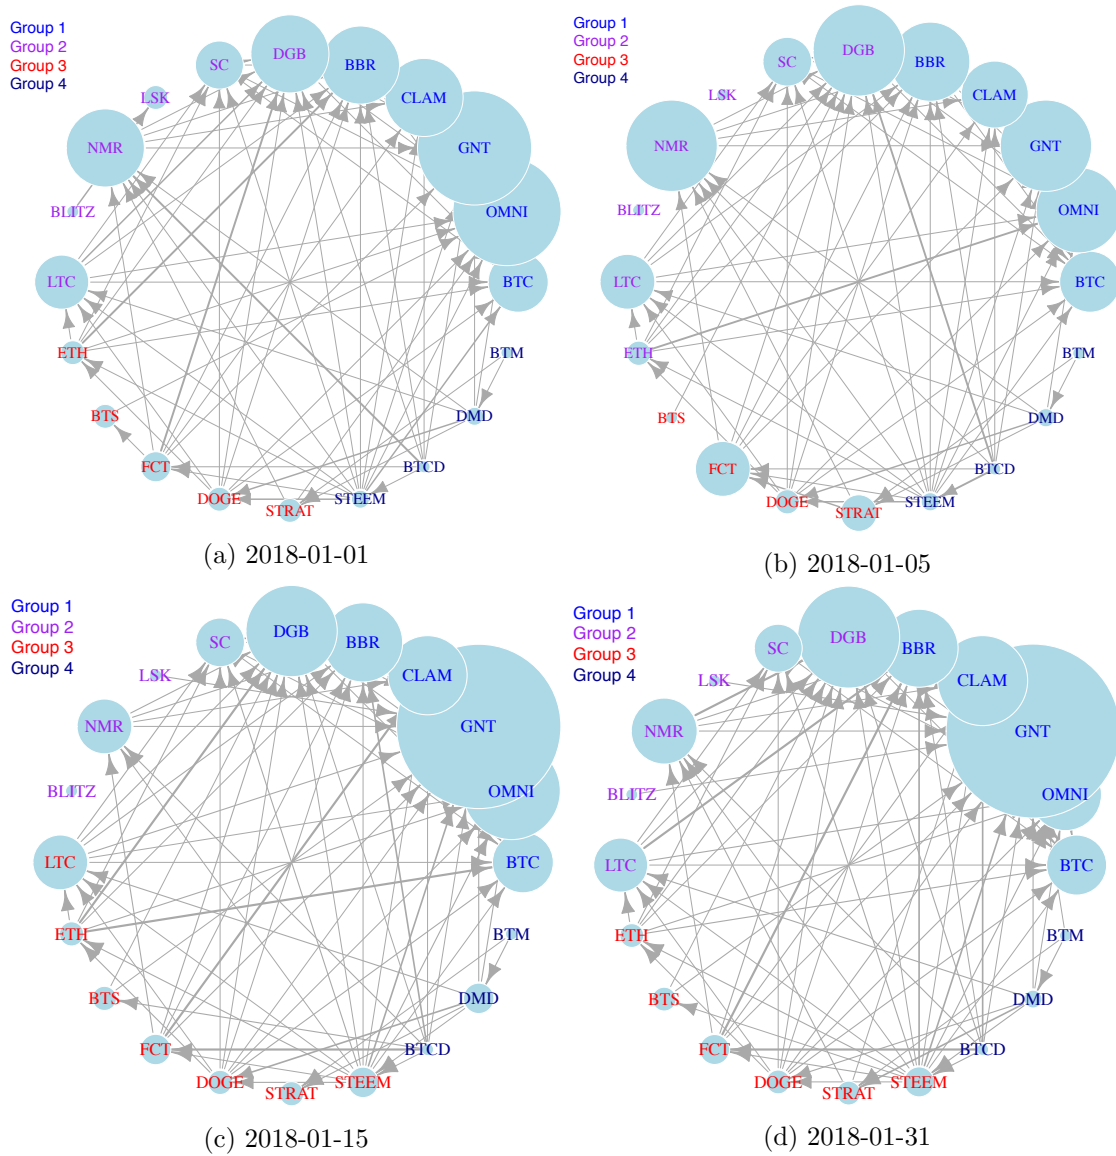 Group 1
Group 2
Group 3
Group 4
SC
DGB
BBR
CLAM
LSK
NMR
GNT
BLITZ
OMNI
LTC
BTC
ETH
BTM
BTS
DMD
FCT
BTCD
DOGE
STRAT
STEEM
(a) 2018-01-01
Group 1
Group 2
Group 3
Group 4
SC
DGB
BBR
CLAM
LSK
NMR
GNT
BLITZ
OMNI
LTC
BTC
ETH
BTM
BTS
DMD
FCT
BTCD
DOGE
STRAT
STEEM
(b) 2018-01-05
Group 1
Group 2
Group 3
Group 4
SC
DGB
BBR
CLAM
LSK
NMR
GNT
BLITZ
OMNI
LTC
BTC
ETH
BTM
BTS
DMD
FCT
BTCD
DOGE
STRAT
STEEM
(c) 2018-01-15
Group 1
Group 2
Group 3
Group 4
SC
DGB
BBR
CLAM
LSK
NMR
GNT
BLITZ
OMNI
LTC
BTC
ETH
BTM
BTS
DMD
FCT
BTCD
DOGE
STRAT
STEEM
(d) 2018-01-31